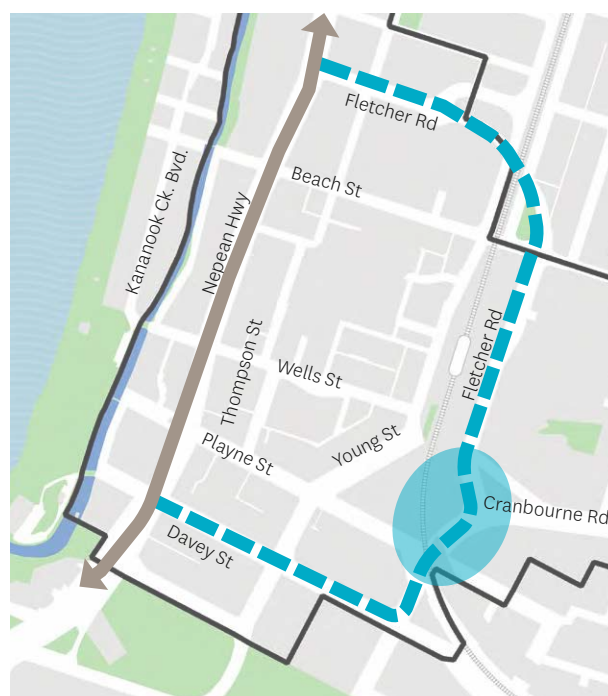 Fletcher Rd
Beach St
Kananook Ck. Bvd.
Nepean Hwy
Thompson St
Fletcher Rd
Wells St
Playne St
Young St
Cranbourne Rd
Davey St